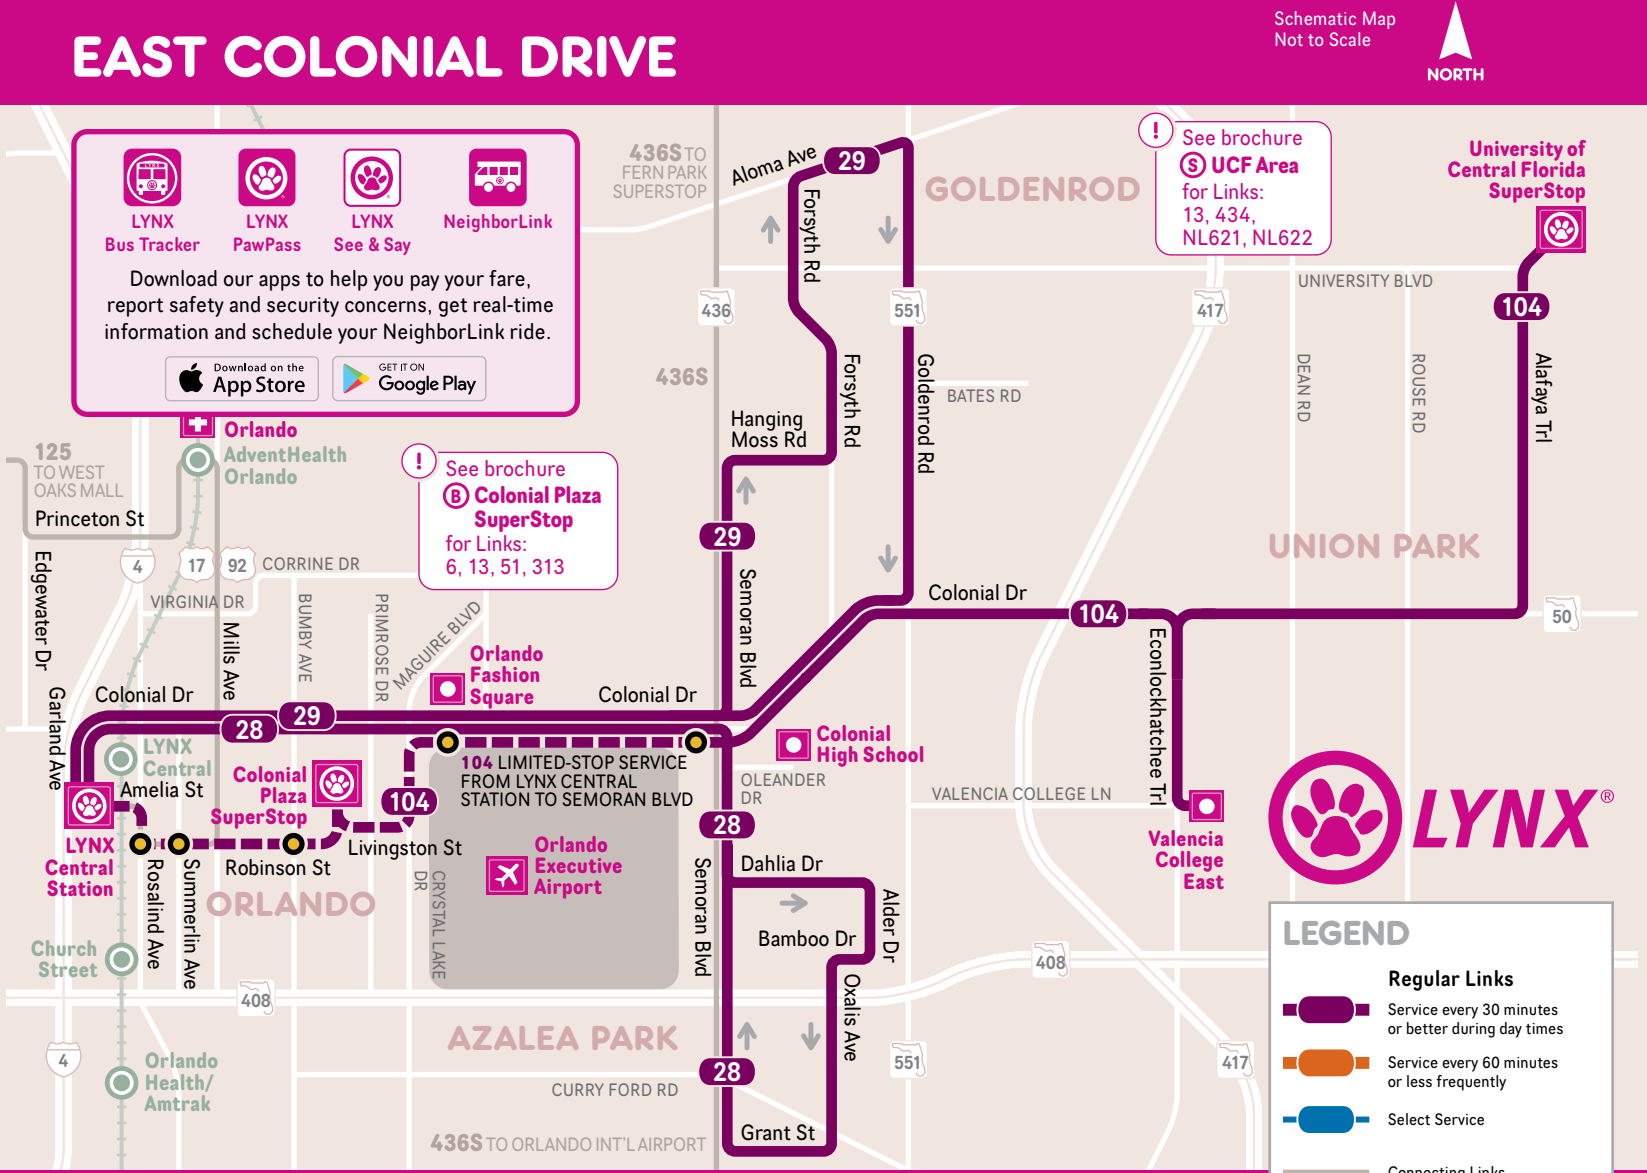 EAST COLONIAL DRIVE
Schematic Map
Not to Scale
NORTH
LYNX
LYNX
Bus Tracker
LYNX
PawPass
LYNX
See & Say
NeighborLink
Download our apps to help you pay your fare,
report safety and security concerns, get real-time
information and schedule your NeighborLink ride.
Download on the
App Store
GET IT ON
Google Play
436S TO
FERN PARK
SUPERSTOP
Aloma Ave
29
Forsyth Rd
GOLDENROD
!
See brochure
S UCF Area
for Links:
13, 434,
NL621, NL622
University of
Central Florida
SuperStop
UNIVERSITY BLVD
436
551
417
104
436S
Forsyth Rd
Goldenrod Rd
BATES RD
DEAN RD
ROUSE RD
Alafaya Trl
Hanging
Moss Rd
Orlando
AdventHealth
Orlando
125
TO WEST
OAKS MALL
Princeton St
!
See brochure
B Colonial Plaza
SuperStop
for Links:
6, 13, 51, 313
29
UNION PARK
Edgewater Dr
4
17
92
CORRINE DR
VIRGINIA DR
Mills Ave
BUMBY AVE
PRIMROSE DR
MAGUIRE BLVD
Semoran Blvd
Colonial Dr
104
50
Econlockhatchee Trl
Orlando
Fashion
Square
Garland Ave
Colonial Dr
Colonial Dr
28
29
LYNX
Central
Amelia St
Colonial
Plaza
SuperStop
104
104 LIMITED-STOP SERVICE
FROM LYNX CENTRAL
STATION TO SEMORAN BLVD
Colonial
High School
OLEANDER
DR
VALENCIA COLLEGE LN
28
LYNX
Central
Station
Rosalind Ave
Summerlin Ave
Robinson St
Livingston St
CRYSTAL LAKE
DR
Orlando
Executive
Airport
Semoran Blvd
Dahlia Dr
Alder Dr
Bamboo Dr
Oxalis Ave
Valencia
College
East
LYNX®
ORLANDO
Church
Street
408
408
AZALEA PARK
4
Orlando
Health/
Amtrak
28
551
417
CURRY FORD RD
436S TO ORLANDO INT'L AIRPORT
Grant St
LEGEND
Regular Links
Service every 30 minutes
or better during day times
Service every 60 minutes
or less frequently
Select Service
Connecting Links